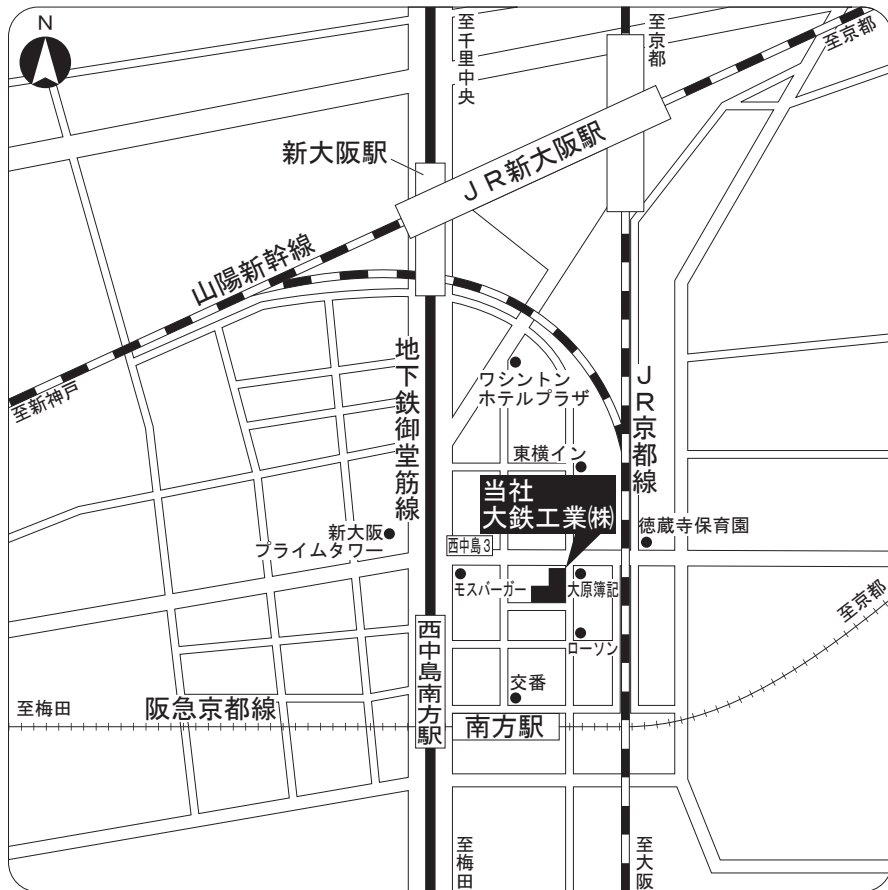 N
至千里中央
至京都
至京都
新大阪駅
JR新大阪駅
山陽新幹線
至新神戸
地下鉄御堂筋線
ワシントン
ホテルプラザ
JR京都線
東横イン
当社
大鉄工業㈱
新大阪
プライムタワー
西中島3
徳蔵寺保育園
モスバーガー
大原簿記
ローソン
至京都
西中島南方駅
交番
至梅田
阪急京都線
南方駅
至梅田
至大阪